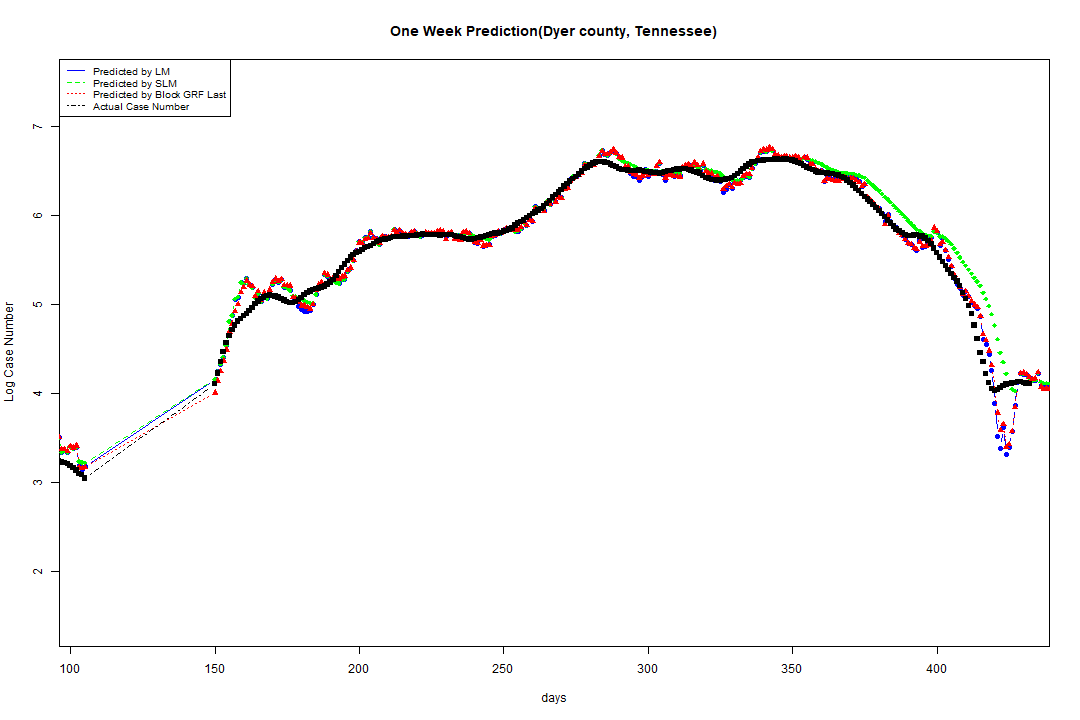 One Week Prediction(Dyer county, Tennessee)
Predicted by LM
Predicted by SLM
Predicted by Block GRF Last
Actual Case Number
7
6
5
4
3
2
Log Case Number
100 150 200 250 300 350 400
days